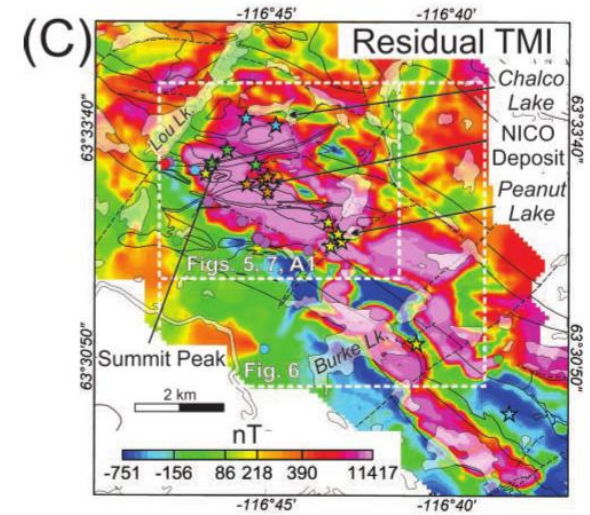 (C)
Residual TMI
-116°45'
-116°40'
Chalco
Lake
63°33'40"
63°33'40"
Lou Lk.
NICO
Deposit
Peanut
Lake
Figs. 5, 7, A1
Summit Peak
Fig. 6
Burke Lk.
63°30'50"
63°30'50"
2 km
nT
-751 -156 86 218 390 11417
-116°45'
-116°40'